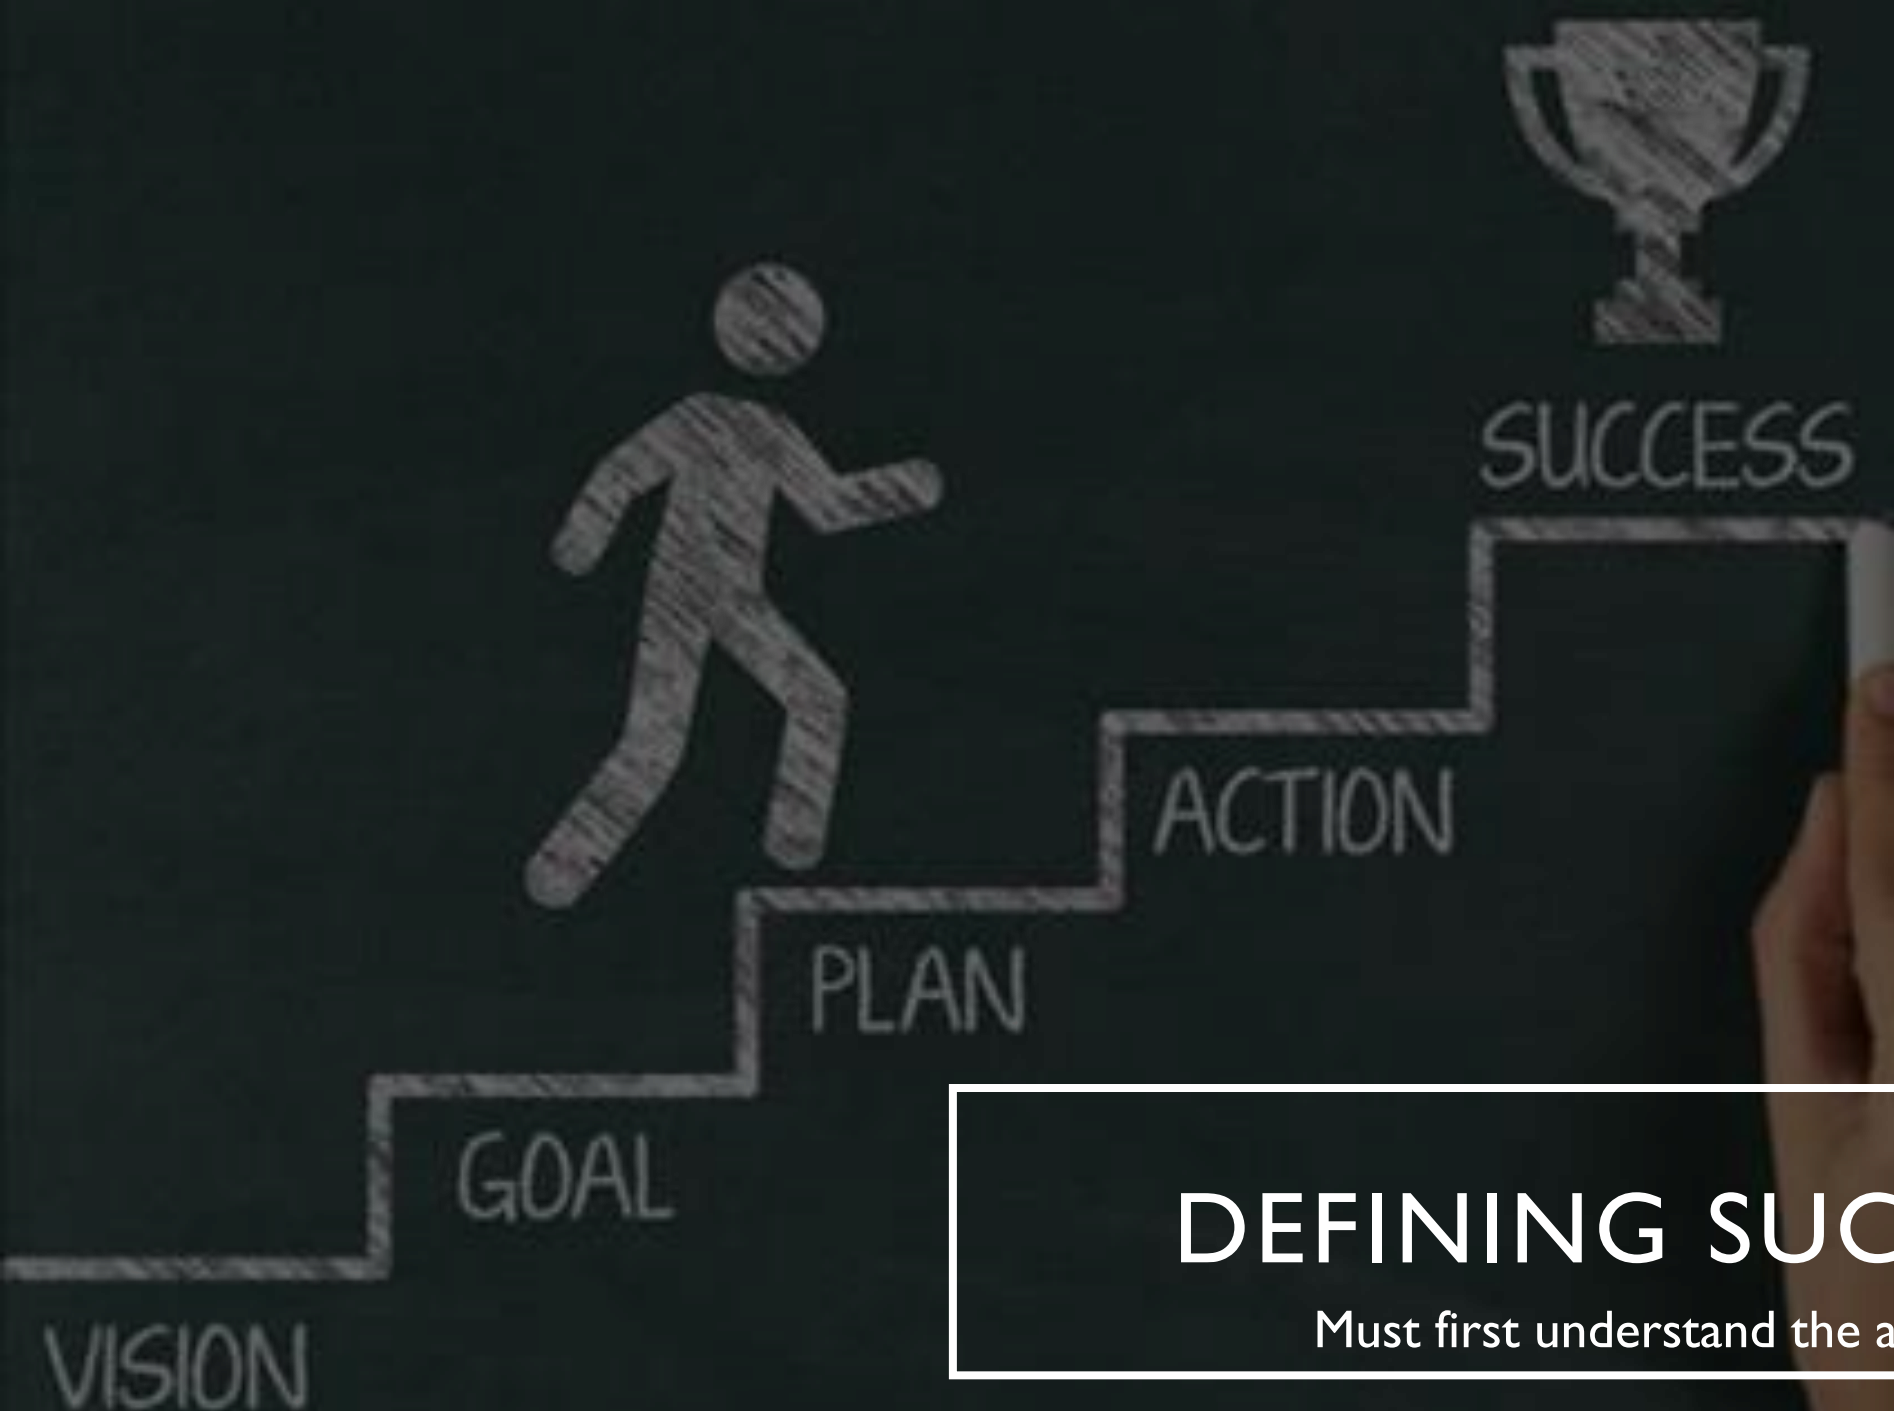 SUCCESS
ACTION
PLAN
GOAL
DEFINING
Must first understand the
VISION